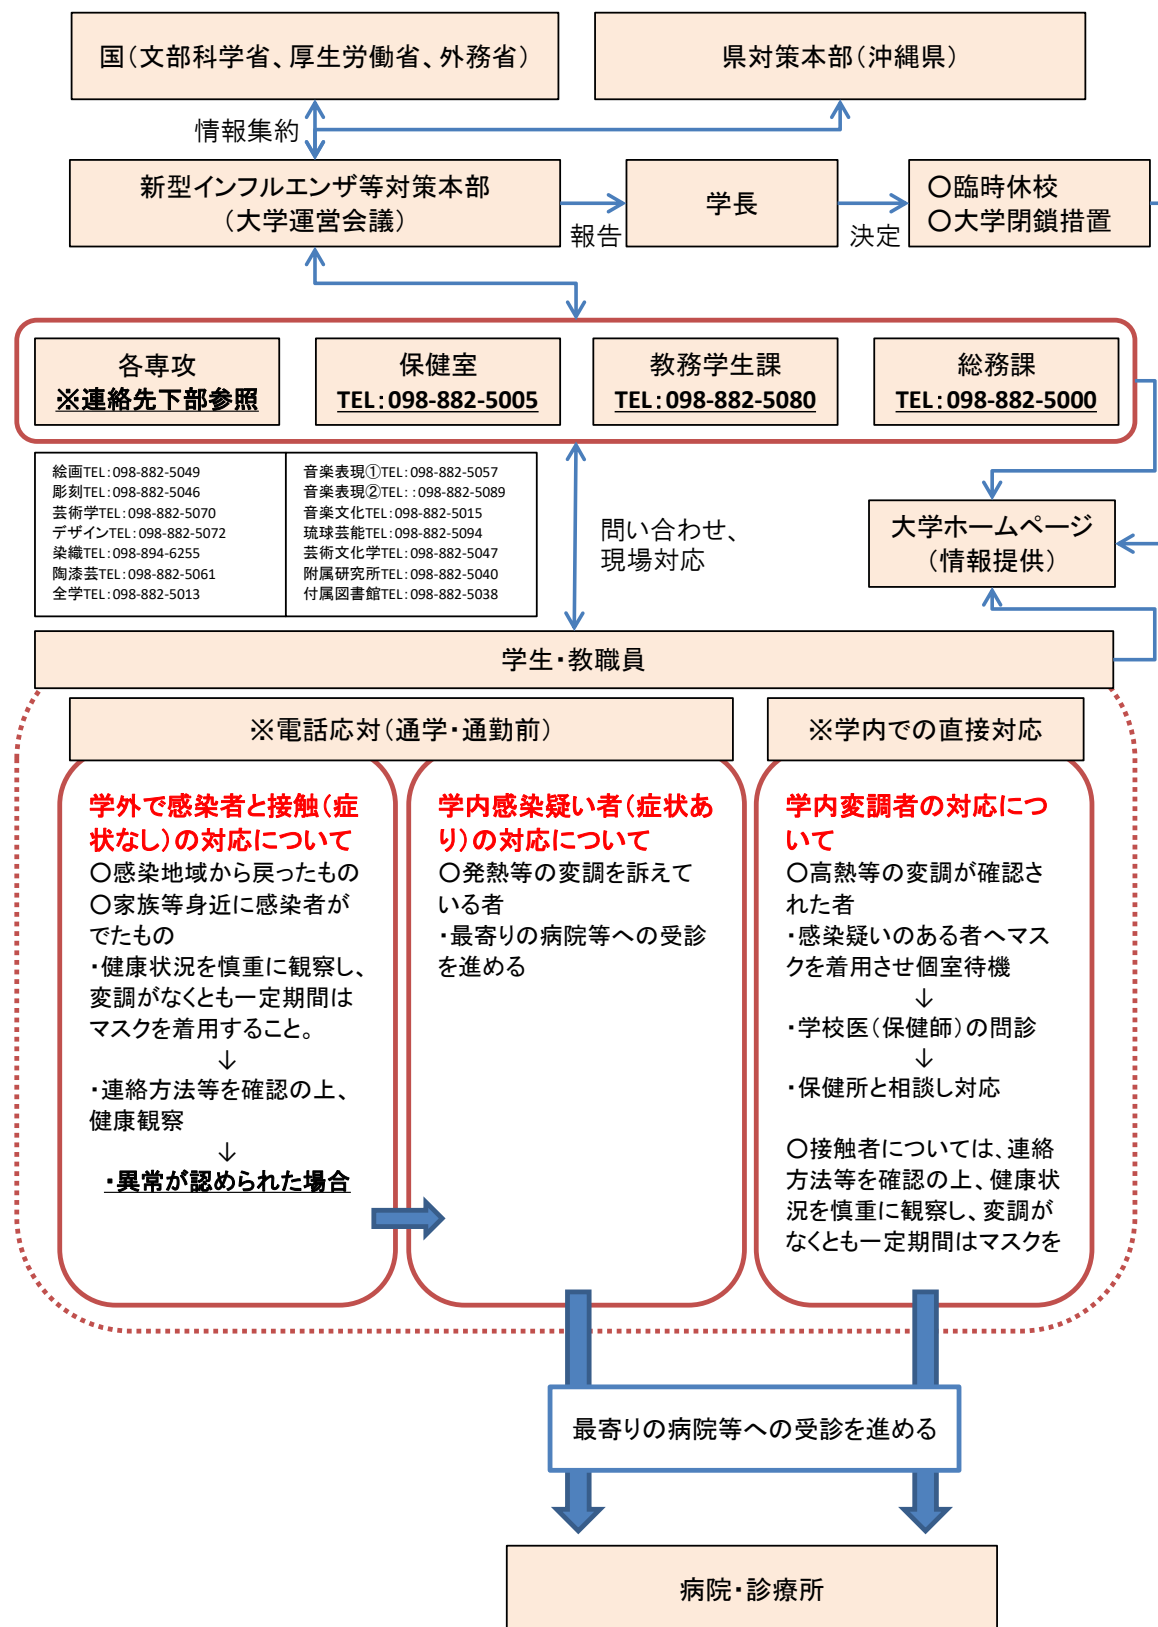 国(文部科学省、厚生労働省、外務省)
県対策本部(沖縄県)
情報集約
新型インフルエンザ等対策本部
(大学運営会議)
報告
学長
決定
○臨時休校
○大学閉鎖措置
各専攻
※連絡先下部参照
保健室
TEL:098-882-5005
教務学生課
TEL:098-882-5080
総務課
TEL:098-882-5000
絵画TEL:098-882-5049
彫刻TEL:098-882-5046
芸術学TEL:098-882-5070
デザインTEL:098-882-5072
染織TEL:098-894-6255
陶漆芸TEL:098-882-5061
全学TEL:098-882-5013
音楽表現①TEL:098-882-5057
音楽表現②TEL::098-882-5089
音楽文化TEL:098-882-5015
琉球芸能TEL:098-882-5094
芸術文化学TEL:098-882-5047
附属研究所TEL:098-882-5040
付属図書館TEL:098-882-5038
問い合わせ、
現場対応
大学ホームページ
(情報提供)
学生・教職員
※電話応対(通学・通勤前)
※学内での直接対応
学外で感染者と接触(症
状なし)の対応について
○感染地域から戻ったもの
○家族等身近に感染者が
でたもの
・健康状況を慎重に観察し、
変調がなくとも一定期間は
マスクを着用すること。
↓
・連絡方法等を確認の上、
健康観察
↓
・異常が認められた場合
学内感染疑い者(症状あ
り)の対応について
○発熱等の変調を訴えて
いる者
・最寄りの病院等への受診
を進める
学内変調者の対応につ
いて
○高熱等の変調が確認さ
れた者
・感染疑いのある者へマス
クを着用させ個室待機
↓
・学校医(保健師)の問診
↓
・保健所と相談し対応
○接触者については、連絡
方法等を確認の上、健康状
況を慎重に観察し、変調が
なくとも一定期間はマスクを
最寄りの病院等への受診を進める
病院・診療所